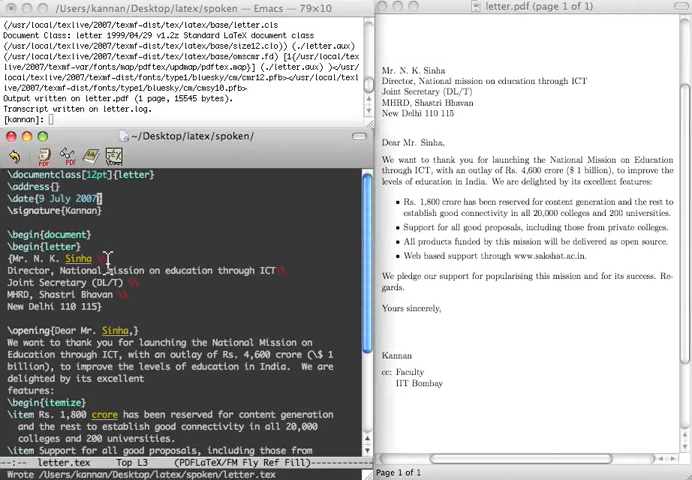 /Users/kannan/Desktop/latex/spoken/ — Emacs — 79×10
(/usr/local/texlive/2007/texmf-dist/tex/latex/base/letter.cls
Document Class: letter 1999/04/29 v1.2z Standard LaTeX document class
(/usr/local/texlive/2007/texmf-dist/tex/latex/base/size12.clo)) (./letter.aux)
(/usr/local/texlive/2007/texmf-dist/tex/latex/base/omscmr.fd) [1{/usr/local/tex
live/2007/texmf-var/fonts/map/pdftex/updmap/pdftex.map}] (./letter.aux) )</usr/
local/texlive/2007/texmf-dist/fonts/type1/bluesky/cm/cmr12.pfb></usr/local/texl
ive/2007/texmf-dist/fonts/type1/bluesky/cm/cmsy10.pfb>
Output written on letter.pdf (1 page, 15545 bytes).
Transcript written on letter.log.
[kannan]:
~/Desktop/latex/spoken/
\documentclass[12pt]{letter}
\address{}
\date{9 July 2007}
\signature{Kannan}
\begin{document}
\begin{letter}
{Mr. N. K. Sinha \\
Director, National mission on education through ICT\\
Joint Secretary (DL/T) \\
MHRD, Shastri Bhavan \\
New Delhi 110 115}
\opening{Dear Mr. Sinha,}
We want to thank you for launching the National Mission on
Education through ICT, with an outlay of Rs. 4,600 crore (\$ 1
billion), to improve the levels of education in India.  We are
delighted by its excellent
features:
\begin{itemize}
\item Rs. 1,800 crore has been reserved for content generation
and the rest to establish good connectivity in all 20,000
colleges and 200 universities.
\item Support for all good proposals, including those from
--:-- letter.tex Top L3 (PDFLaTeX/FM Fly Ref Fill)
Wrote /Users/kannan/Desktop/latex/spoken/letter.tex
letter.pdf (page 1 of 1)
Mr. N. K. Sinha
Director, National mission on education through ICT
Joint Secretary (DL/T)
MHRD, Shastri Bhavan
New Delhi 110 115
Dear Mr. Sinha,
We want to thank you for launching the National Mission on Education
through ICT, with an outlay of Rs. 4,600 crore ($ 1 billion), to improve the
levels of education in India. We are delighted by its excellent features:
• Rs. 1,800 crore has been reserved for content generation and the rest to
establish good connectivity in all 20,000 colleges and 200 universities.
• Support for all good proposals, including those from private colleges.
• All products funded by this mission will be delivered as open source.
• Web based support through www.sakshat.ac.in.
We pledge our support for popularising this mission and for its success. Re-
gards.
Yours sincerely,
Kannan
cc: Faculty
IIT Bombay
Page 1 of 1